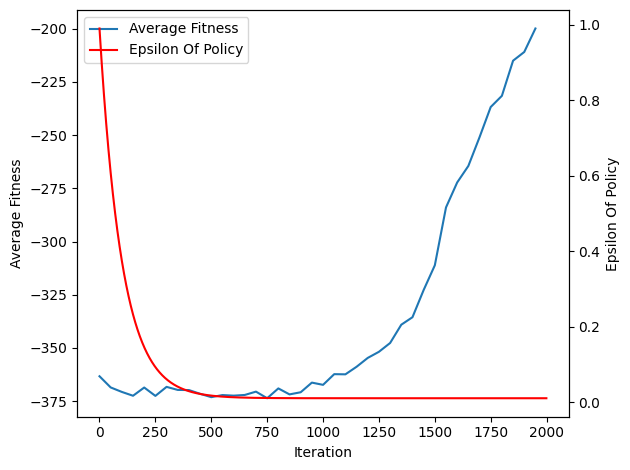 Average Fitness
Epsilon Of Policy
−200
−225
−250
−275
−300
−325
−350
−375
Average Fitness
1.0
0.8
0.6
0.4
0.2
0.0
Epsilon Of Policy
0 250 500 750 1000 1250 1500 1750 2000
Iteration